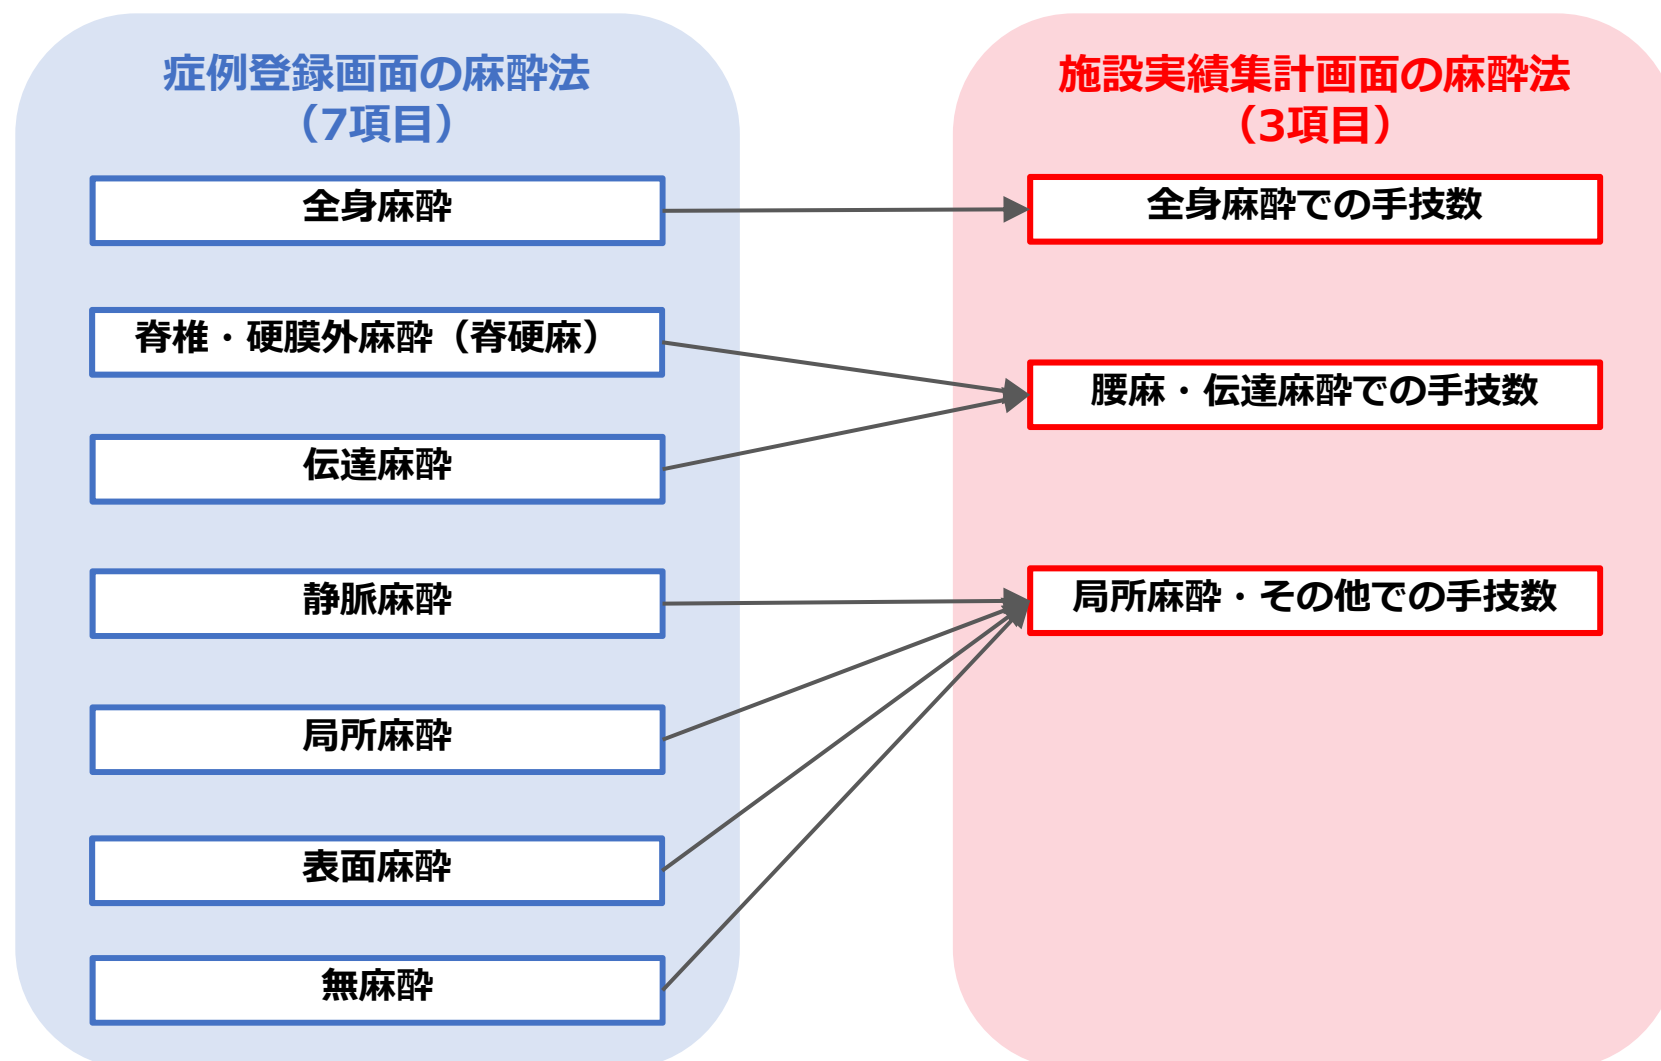 症例登録画面の麻酔法
（7項目）
全身麻酔
脊椎・硬膜外麻酔（脊硬麻）
伝達麻酔
静脈麻酔
局所麻酔
表面麻酔
無麻酔
施設実績集計画面の麻酔法
（3項目）
全身麻酔での手技数
腰麻・伝達麻酔での手技数
局所麻酔・その他での手技数